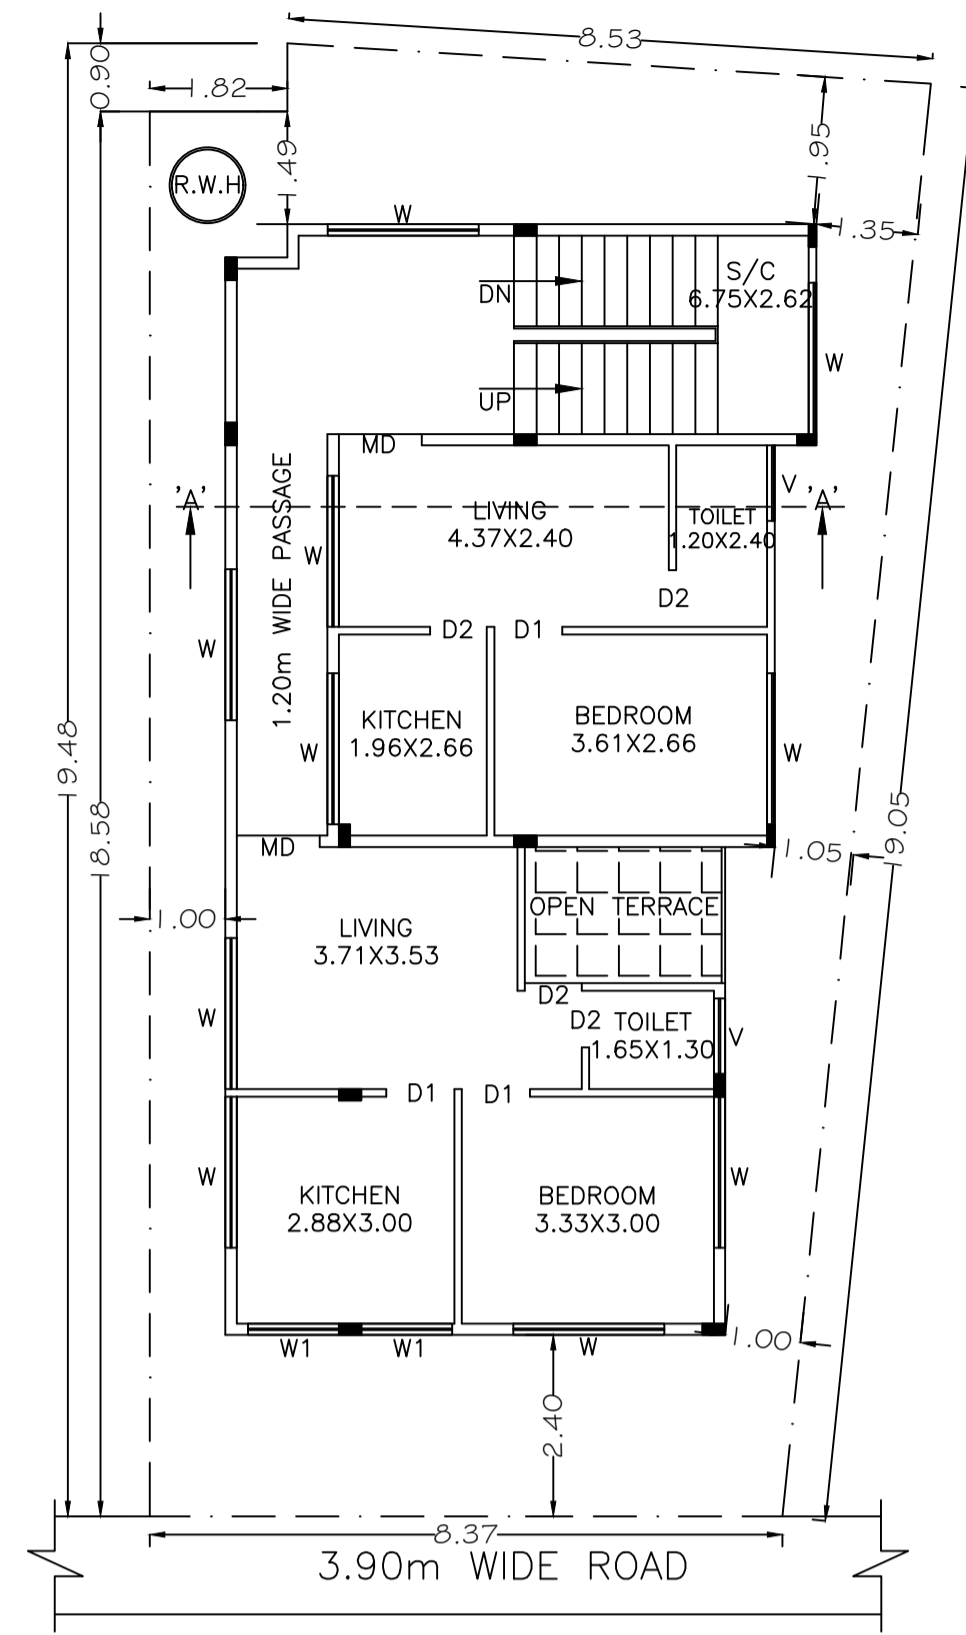 8.53
0.90
1.82
1.49
1.95
R.W.H
W
1.35
S/C
6.75X2.62
DN
W
UP
MD
'A'
LIVING
4.37X2.40
TOILET
1.20X2.40
V
'A'
1.20m WIDE PASSAGE
W
D2
W
D2
D1
KITCHEN
1.96X2.66
BEDROOM
3.61X2.66
W
W
19.48
18.58
19.05
MD
1.05
OPEN TERRACE
1.00
LIVING
3.71X3.53
D2
W
D2
TOILET
1.65X1.30
V
D1
D1
W
KITCHEN
2.88X3.00
BEDROOM
3.33X3.00
W
W1
W1
W
1.00
2.40
8.37
3.90m WIDE ROAD